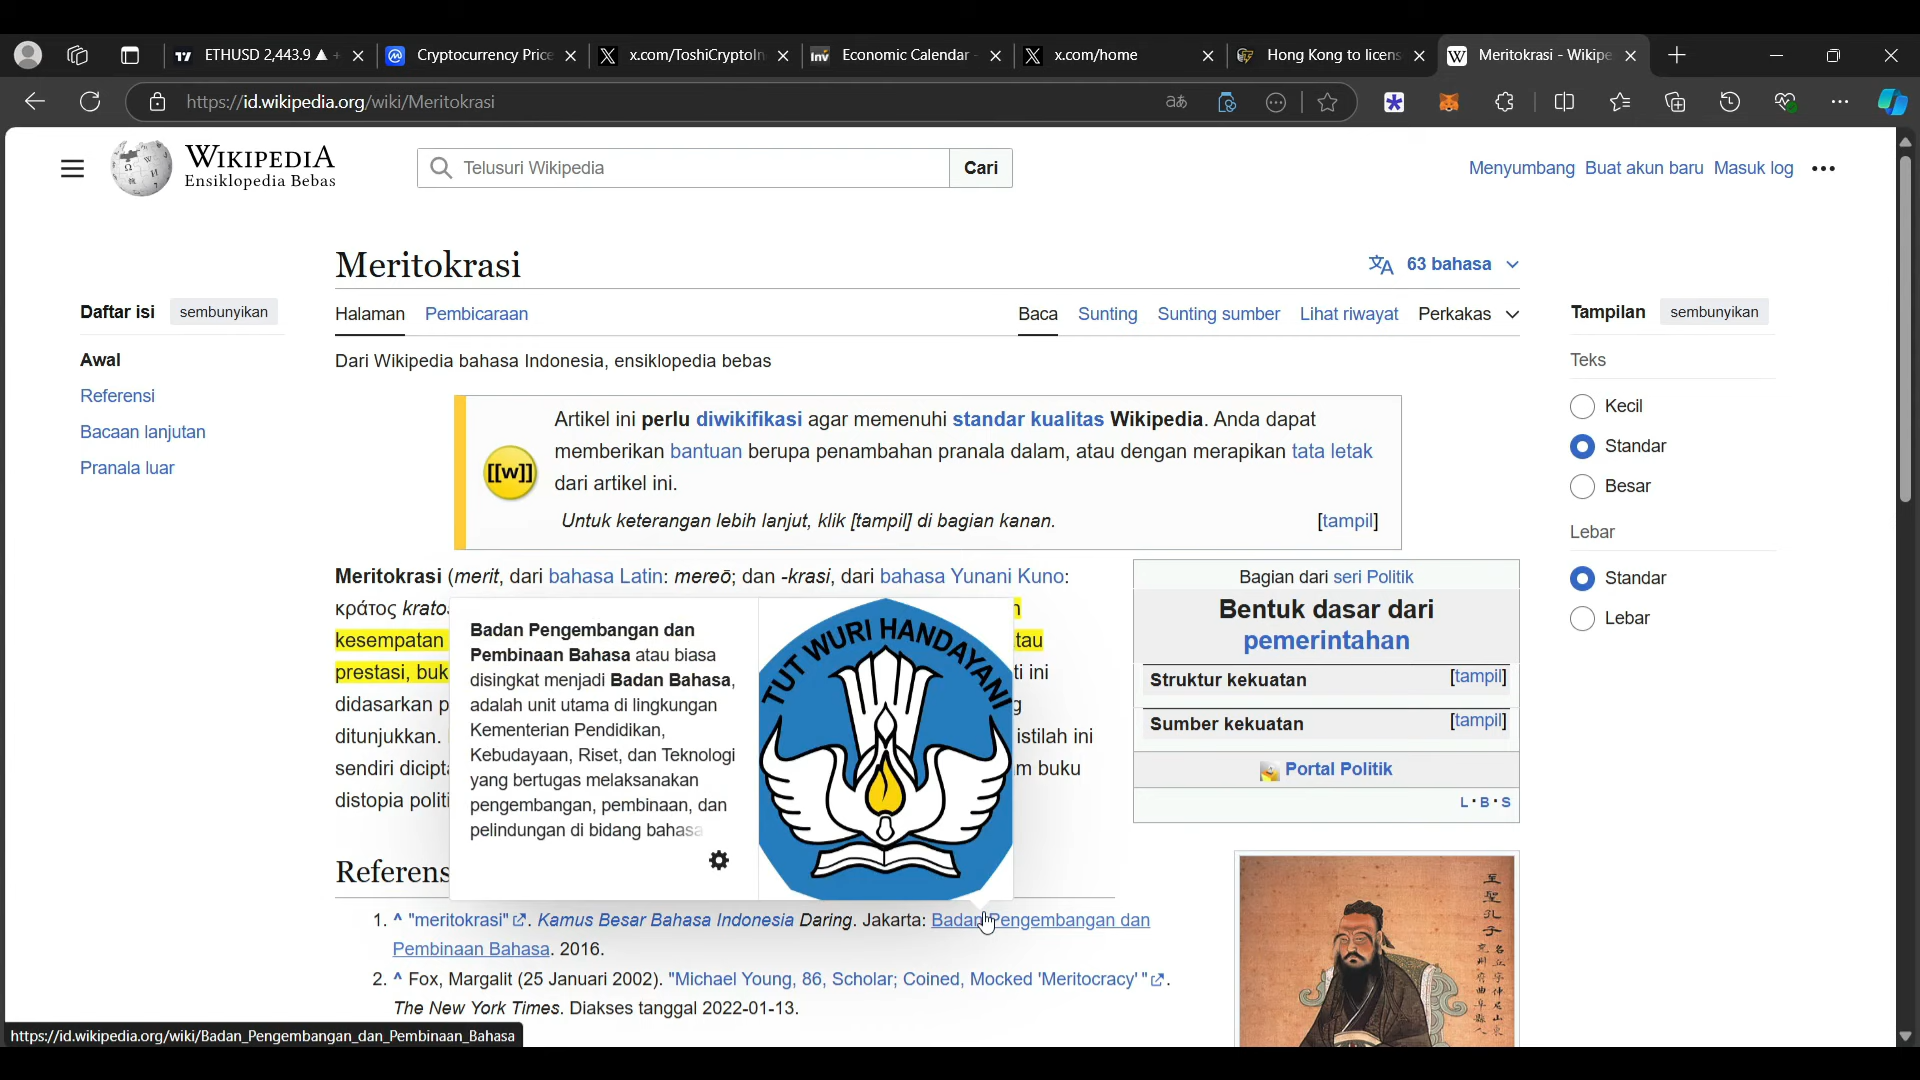 ETHUSD 2,443.9 ▲
Cryptocurrency Price
x.com/ToshiCryptoIn
Economic Calendar
x.com/home
Hong Kong to licens
Meritokrasi - Wikipe
https://id.wikipedia.org/wiki/Meritokrasi
WIKIPEDIA
Ensiklopedia Bebas
Telusuri Wikipedia
Cari
Menyumbang Buat akun baru Masuk log
Meritokrasi
63 bahasa
Daftar isi sembunyikan
Awal
Referensi
Bacaan lanjutan
Pranala luar
Halaman Pembicaraan
Baca Sunting Sunting sumber Lihat riwayat Perkakas
Dari Wikipedia bahasa Indonesia, ensiklopedia bebas
[[w]]
Artikel ini perlu diwikifikasi agar memenuhi standar kualitas Wikipedia. Anda dapat
memberikan bantuan berupa penambahan pranala dalam, atau dengan merapikan tata letak
dari artikel ini.
Untuk keterangan lebih lanjut, klik [tampil] di bagian kanan. [tampil]
Meritokrasi (merit, dari bahasa Latin: mereō; dan -krasi, dari bahasa Yunani Kuno:
κράτος kratos
kesempatan tau
prestasi, buk ti ini
didasarkan p g
ditunjukkan. istilah ini
sendiri dicipta m buku
distopia politi
Badan Pengembangan dan
Pembinaan Bahasa atau biasa
disingkat menjadi Badan Bahasa,
adalah unit utama di lingkungan
Kementerian Pendidikan,
Kebudayaan, Riset, dan Teknologi
yang bertugas melaksanakan
pengembangan, pembinaan, dan
pelindungan di bidang bahasa
TUT WURI HANDAYANI
Bagian dari seri Politik
Bentuk dasar dari
pemerintahan
Struktur kekuatan [tampil]
Sumber kekuatan [tampil]
Portal Politik
L · B · S
至聖孔子
Referens
1. ^ "meritokrasi". Kamus Besar Bahasa Indonesia Daring. Jakarta: Badan Pengembangan dan
Pembinaan Bahasa. 2016.
2. ^ Fox, Margalit (25 Januari 2002). "Michael Young, 86, Scholar; Coined, Mocked 'Meritocracy'".
The New York Times. Diakses tanggal 2022-01-13.
Tampilan sembunyikan
Teks
Kecil
Standar
Besar
Lebar
Standar
Lebar
https://id.wikipedia.org/wiki/Badan_Pengembangan_dan_Pembinaan_Bahasa